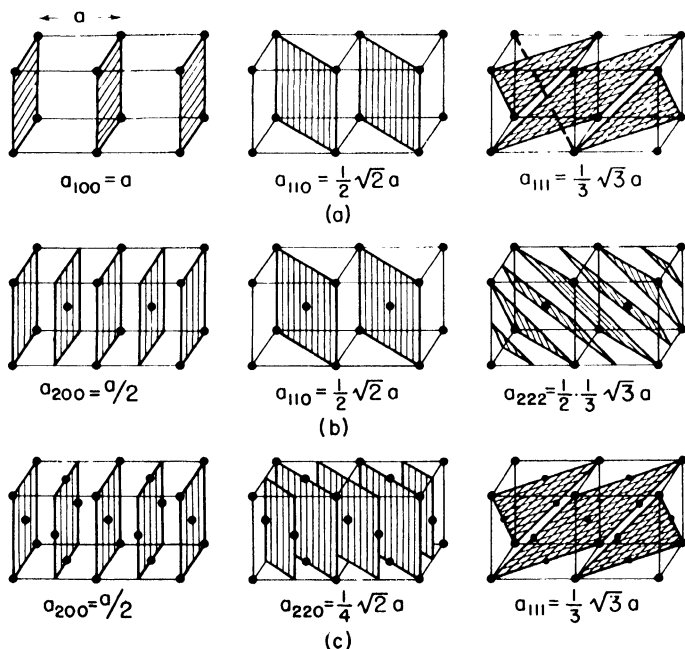 a
a₁₀₀ = a
a₁₁₀ = ½ √2 a
a₁₁₁ = ⅓ √3 a
(a)
a₂₀₀ = a/2
a₁₁₀ = ½ √2 a
a₂₂₂ = ½ · ⅓ √3 a
(b)
a₂₀₀ = a/2
a₂₂₀ = ¼ √2 a
a₁₁₁ = ⅓ √3 a
(c)